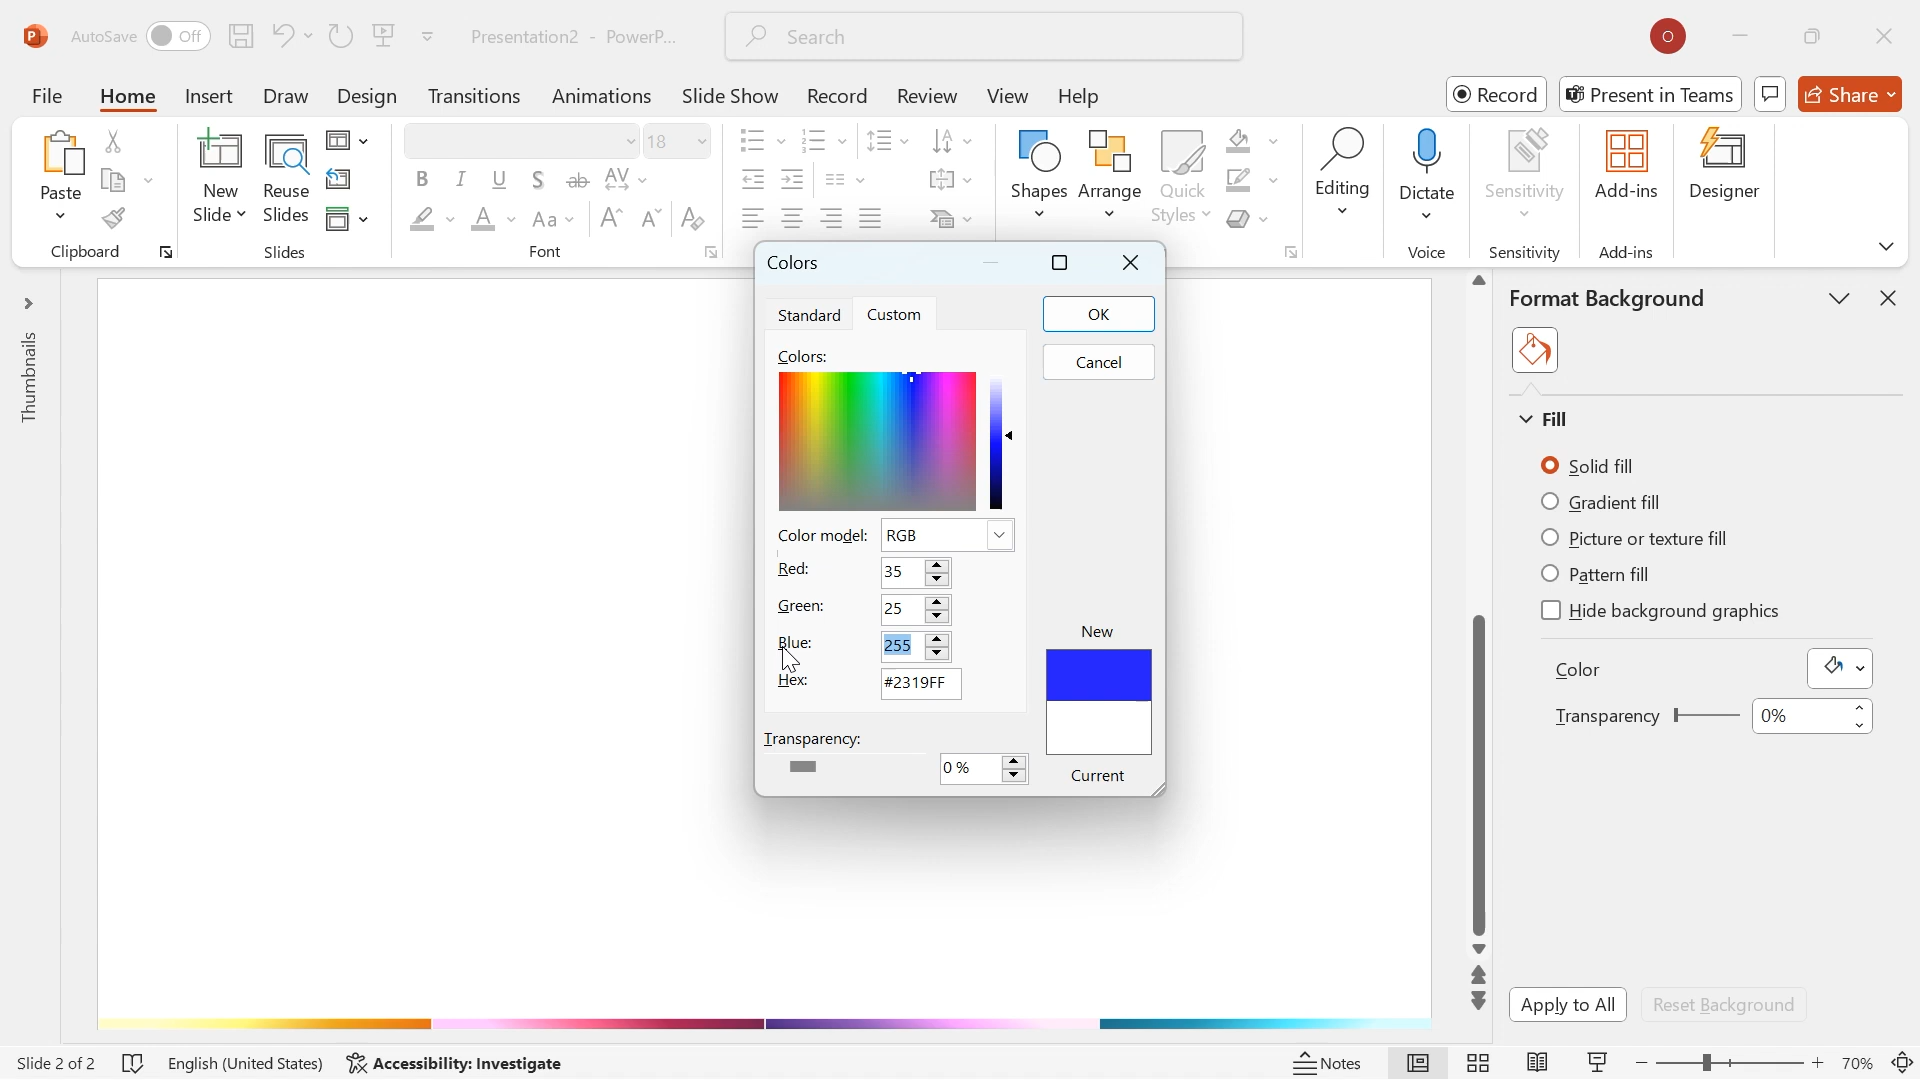 P AutoSave Off Presentation2 - PowerP... Search O
File Home Insert Draw Design Transitions Animations Slide Show Record Review View Help Record Present in Teams Share
Paste
Clipboard
New
Slide
Reuse
Slides
Slides
18
B I U S ab AV
A Aa A A A
Font
Shapes
Arrange
Quick
Styles
Editing
Dictate
Voice
Sensitivity
Sensitivity
Add-ins
Add-ins
Designer
Thumbnails
Colors
Standard Custom
OK
Cancel
Colors:
Color model: RGB
Red: 35
Green: 25
Blue: 255
Hex: #2319FF
Transparency:
0 %
New
Current
Format Background
Fill
Solid fill
Gradient fill
Picture or texture fill
Pattern fill
Hide background graphics
Color
Transparency 0%
Apply to All Reset Background
Slide 2 of 2 English (United States) Accessibility: Investigate Notes 70%